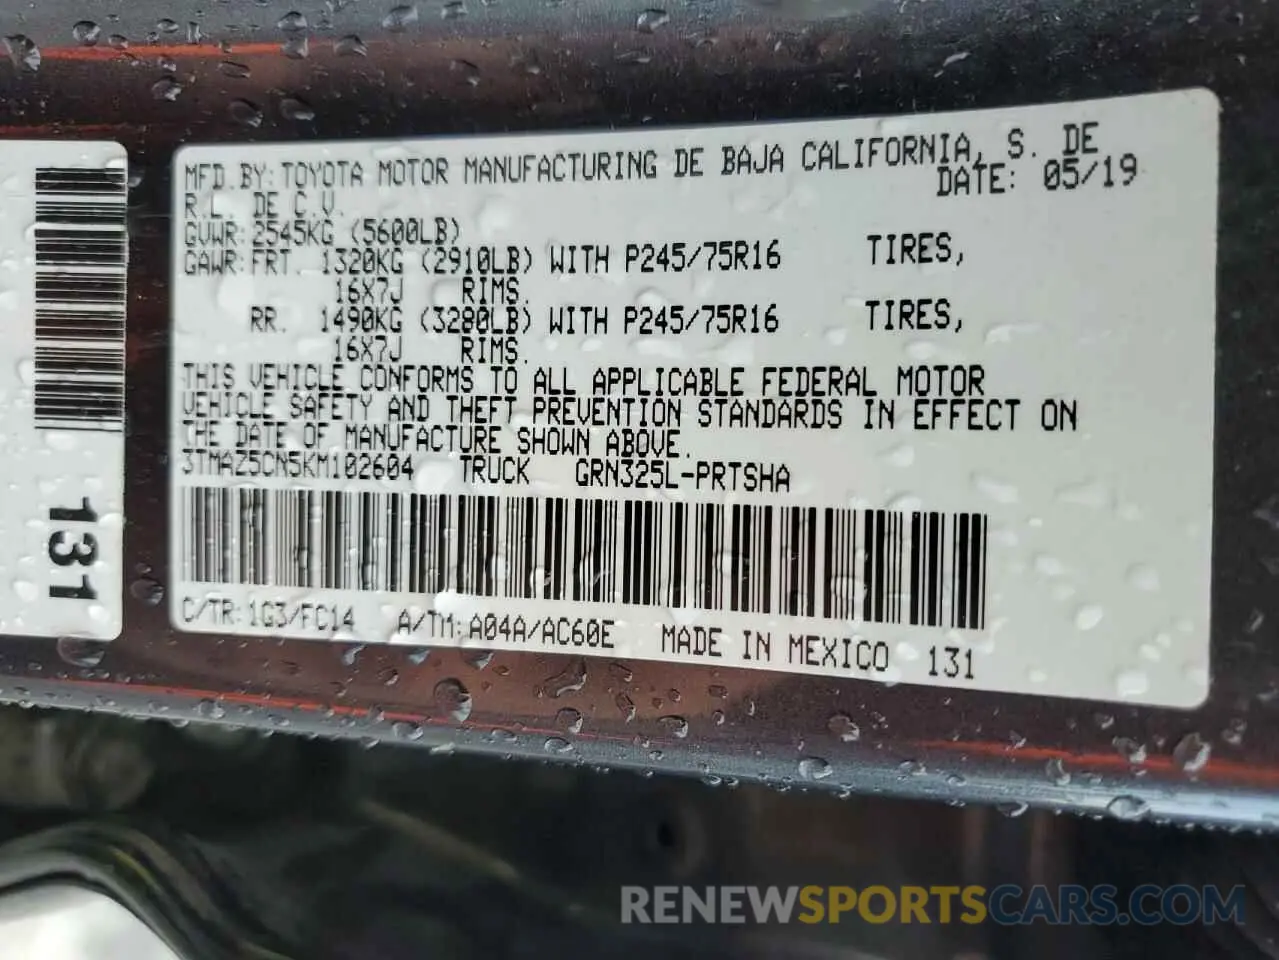 MFD.BY: TOYOTA MOTOR MANUFACTURING DE BAJA CALIFORNIA, S. DE
R.L. DE C.V. DATE: 05/19
GVWR: 2545KG (5600LB)
GAWR: FRT. 1320KG (2910LB) WITH P245/75R16 TIRES,
16X7J RIMS.
RR. 1490KG (3280LB) WITH P245/75R16 TIRES,
16X7J RIMS.
THIS VEHICLE CONFORMS TO ALL APPLICABLE FEDERAL MOTOR
VEHICLE SAFETY AND THEFT PREVENTION STANDARDS IN EFFECT ON
THE DATE OF MANUFACTURE SHOWN ABOVE.
3TMAZ5CN5KM102604 TRUCK GRN325L-PRTSHA
C/TR: 1G3/FC14 A/TM: A04A/AC60E MADE IN MEXICO 131
131
RENEWSPORTSCARS.COM